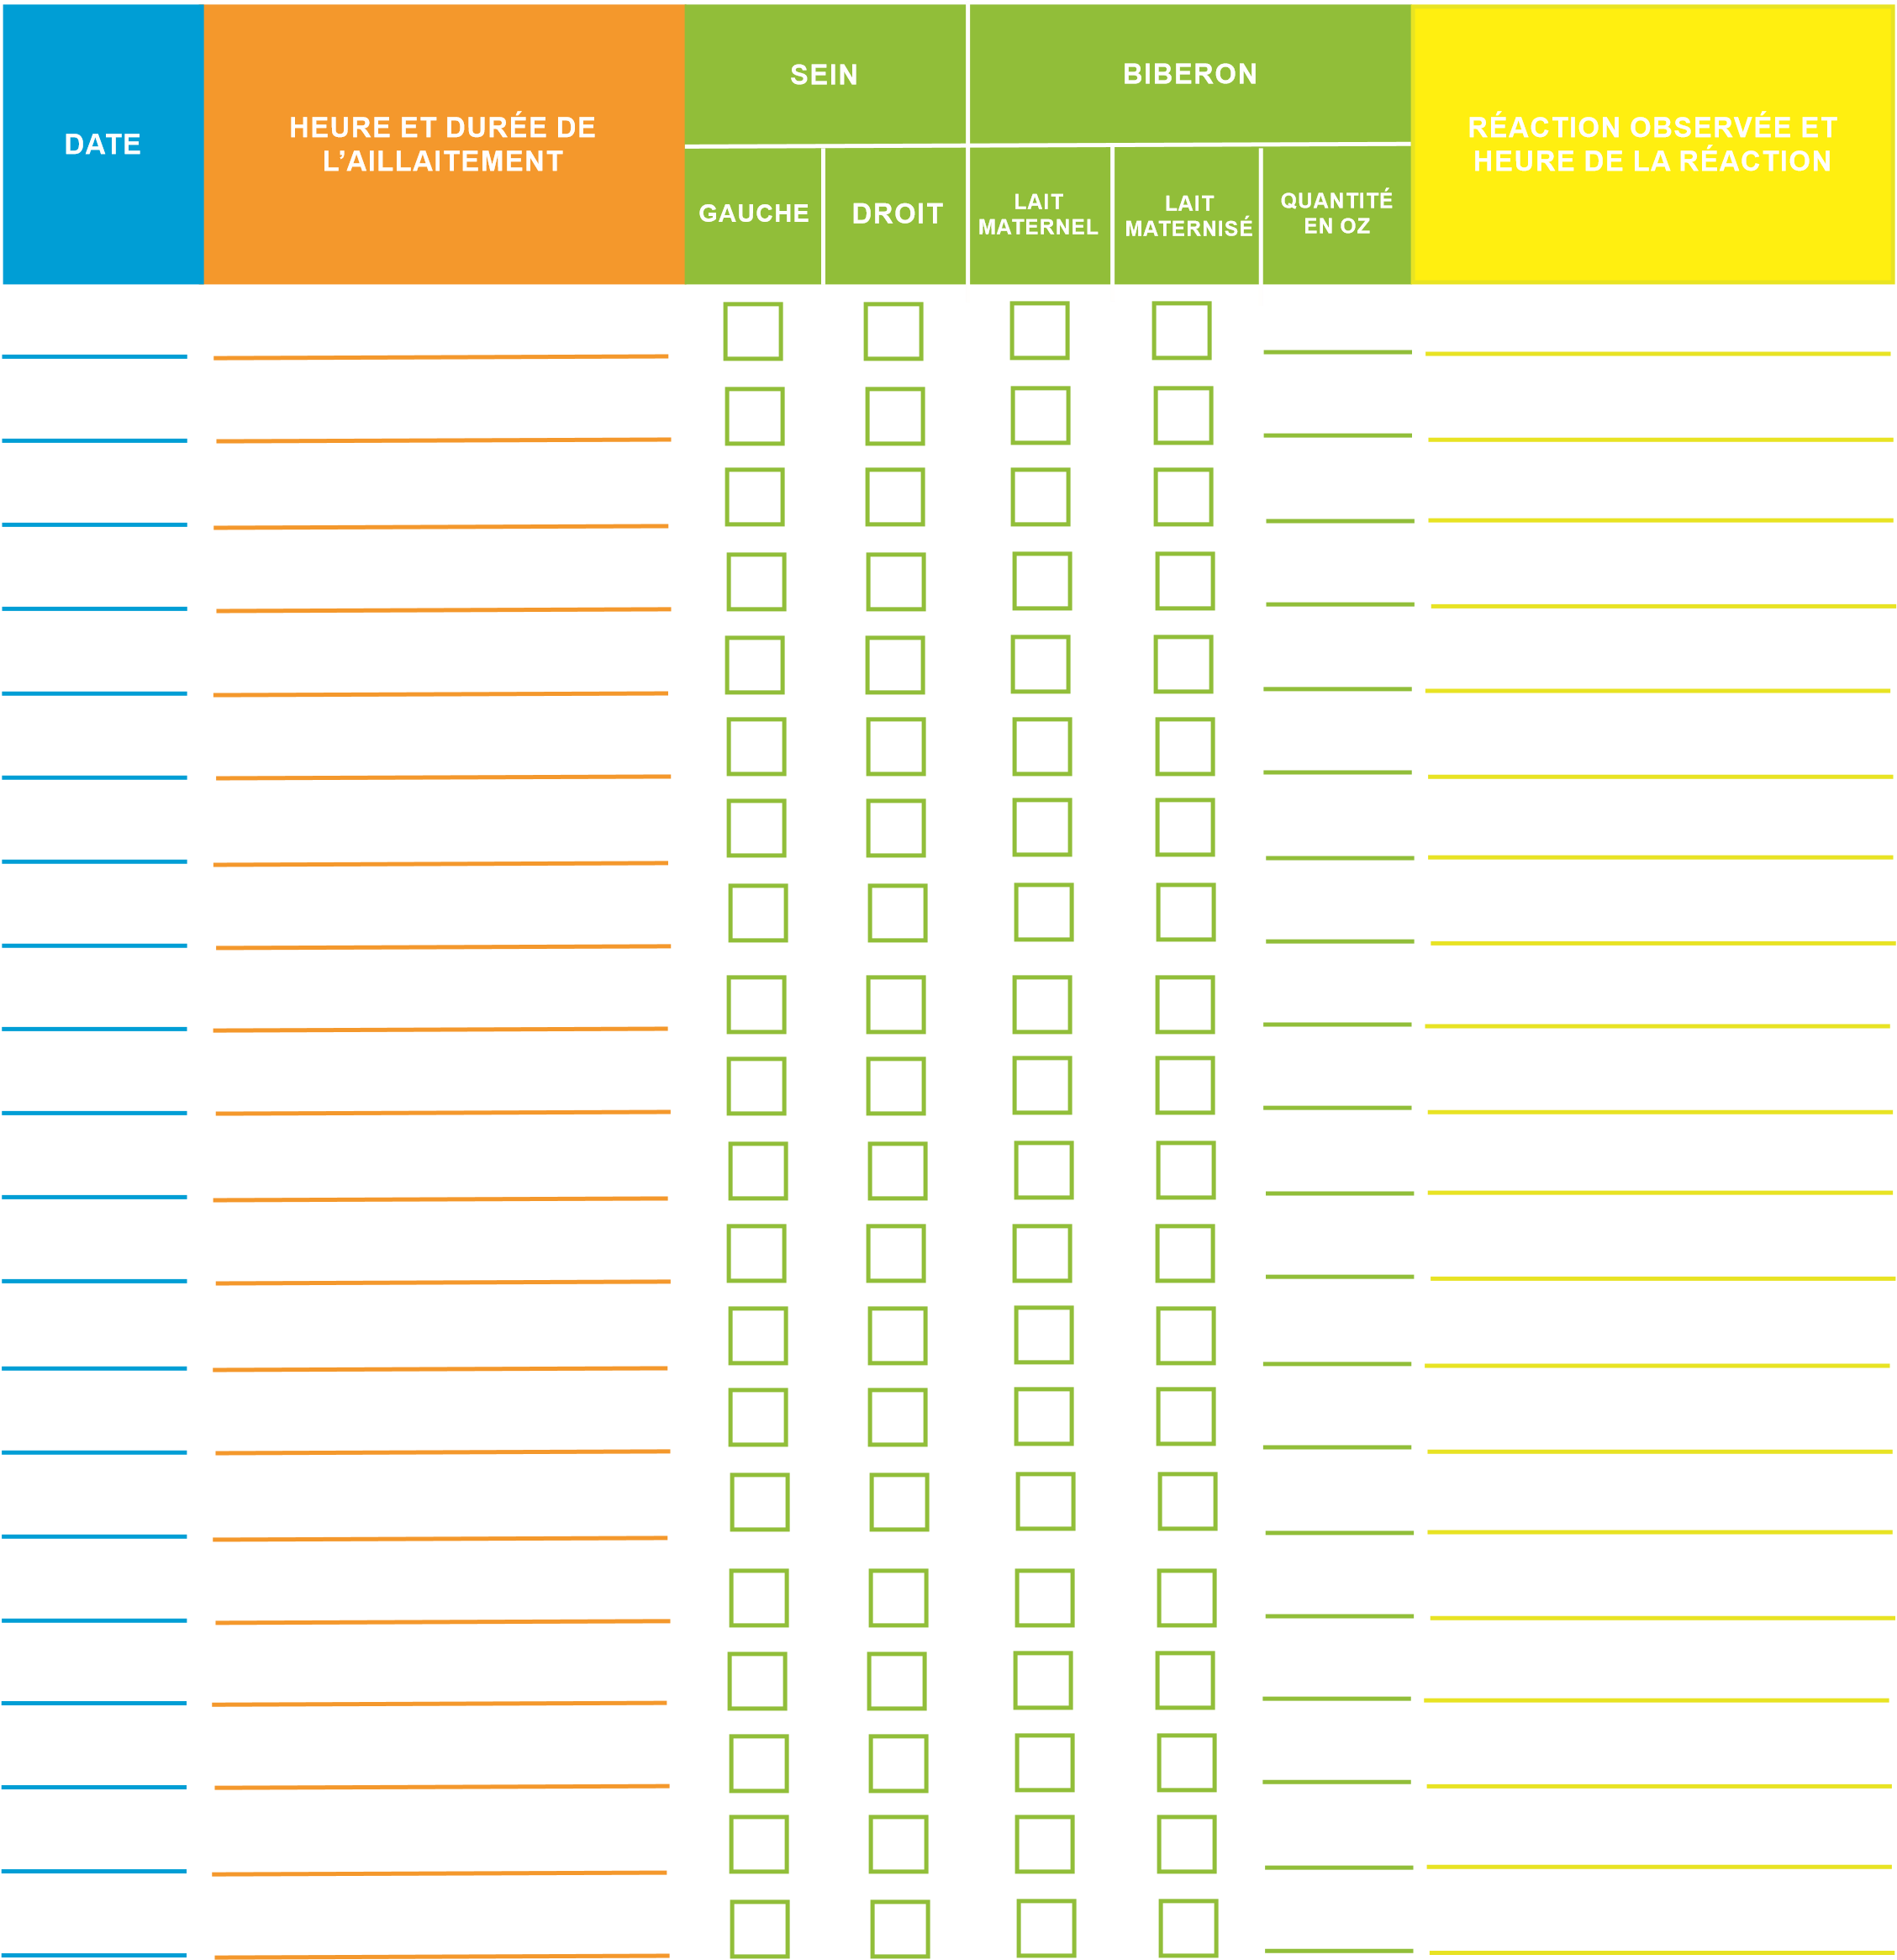 DATE
HEURE ET DURÉE DE
L'AILLAITEMENT
SEIN
BIBERON
GAUCHE
DROIT
LAIT
MATERNEL
LAIT
MATERNISÉ
QUANTITÉ
EN OZ
RÉACTION OBSERVÉE ET
HEURE DE LA RÉACTION